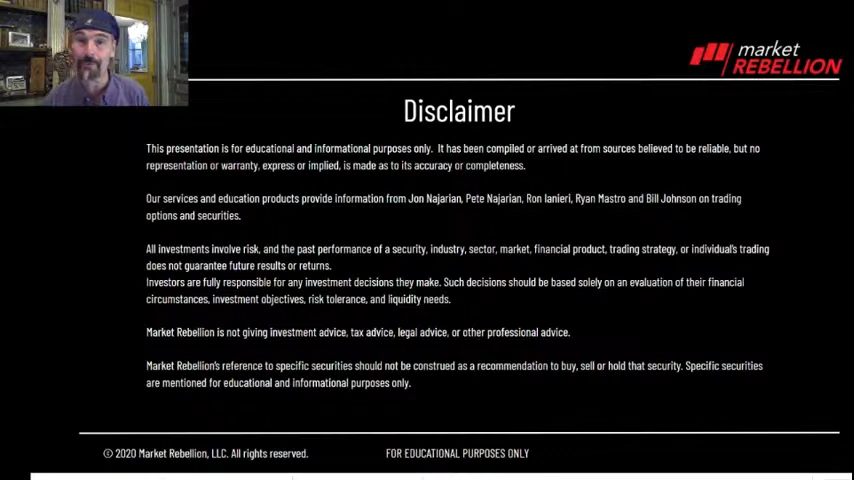 market
REBELLION
Disclaimer
This presentation is for educational and informational purposes only. It has been compiled or arrived at from sources believed to be reliable, but no
representation or warranty, express or implied, is made as to its accuracy or completeness.
Our services and education products provide information from Jon Najarian, Pete Najarian, Ron Ianieri, Ryan Mastro and Bill Johnson on trading
options and securities.
All investments involve risk, and the past performance of a security, industry, sector, market, financial product, trading strategy, or individual's trading
does not guarantee future results or returns.
Investors are fully responsible for any investment decisions they make. Such decisions should be based solely on an evaluation of their financial
circumstances, investment objectives, risk tolerance, and liquidity needs.
Market Rebellion is not giving investment advice, tax advice, legal advice, or other professional advice.
Market Rebellion's reference to specific securities should not be construed as a recommendation to buy, sell or hold that security. Specific securities
are mentioned for educational and informational purposes only.
© 2020 Market Rebellion, LLC. All rights reserved.
FOR EDUCATIONAL PURPOSES ONLY